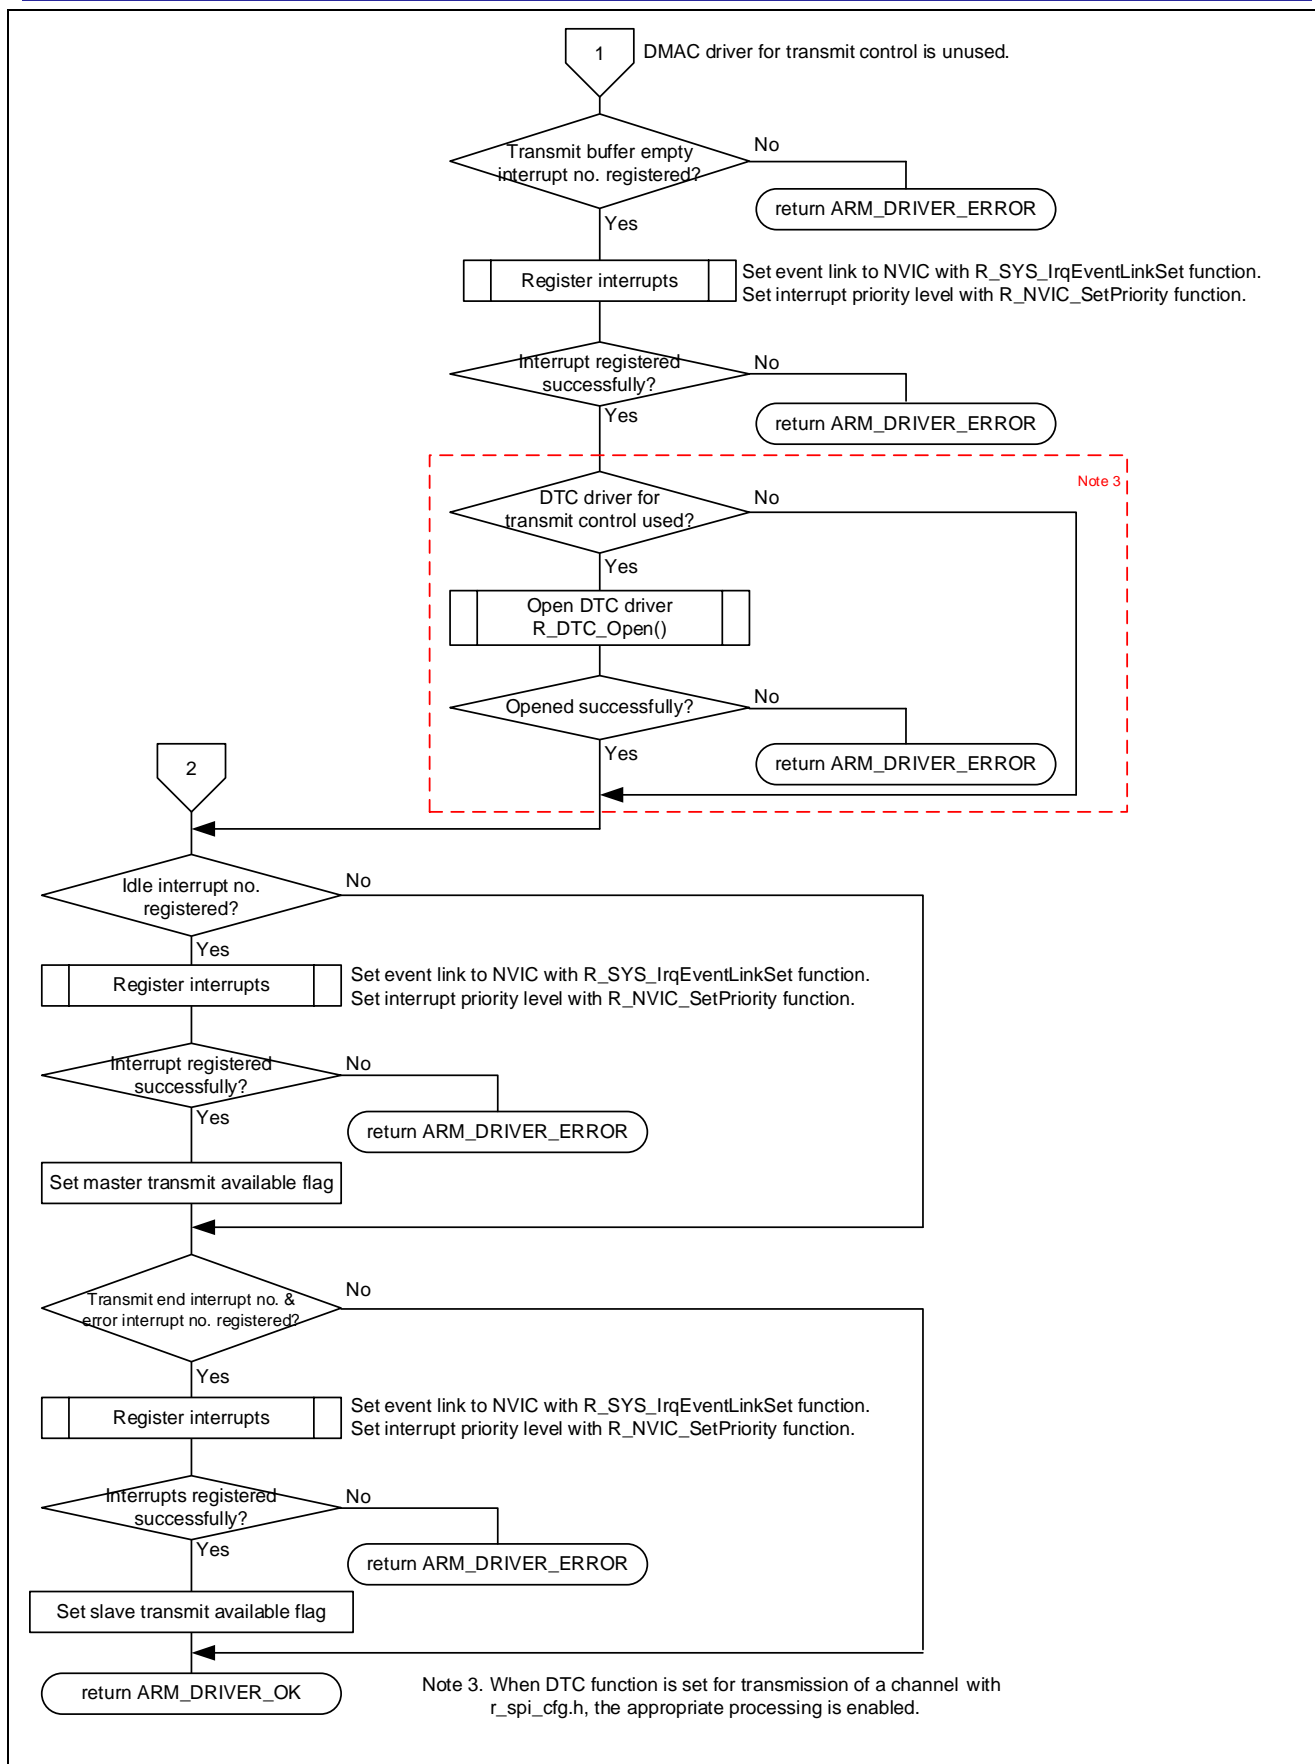 1
DMAC driver for transmit control is unused.
Transmit buffer empty
interrupt no. registered?
No
return ARM_DRIVER_ERROR
Yes
Register interrupts
Set event link to NVIC with R_SYS_IrqEventLinkSet function.
Set interrupt priority level with R_NVIC_SetPriority function.
Interrupt registered
successfully?
No
return ARM_DRIVER_ERROR
Yes
Note 3
DTC driver for
transmit control used?
No
Yes
Open DTC driver
R_DTC_Open()
Opened successfully?
No
return ARM_DRIVER_ERROR
Yes
2
Idle interrupt no.
registered?
No
Yes
Register interrupts
Set event link to NVIC with R_SYS_IrqEventLinkSet function.
Set interrupt priority level with R_NVIC_SetPriority function.
Interrupt registered
successfully?
No
return ARM_DRIVER_ERROR
Yes
Set master transmit available flag
Transmit end interrupt no. &
error interrupt no. registered?
No
Yes
Register interrupts
Set event link to NVIC with R_SYS_IrqEventLinkSet function.
Set interrupt priority level with R_NVIC_SetPriority function.
Interrupts registered
successfully?
No
return ARM_DRIVER_ERROR
Yes
Set slave transmit available flag
return ARM_DRIVER_OK
Note 3. When DTC function is set for transmission of a channel with
r_spi_cfg.h, the appropriate processing is enabled.